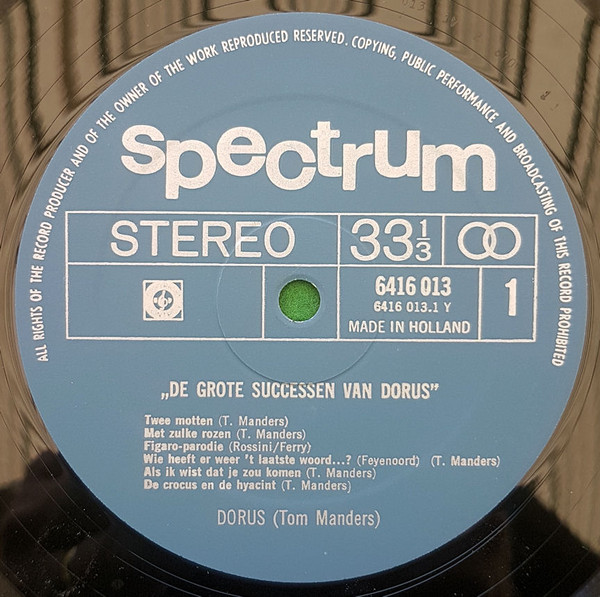 ALL RIGHTS OF THE RECORD PRODUCER AND OF THE OWNER OF THE WORK REPRODUCED RESERVED. COPYING, PUBLIC PERFORMANCE AND BROADCASTING OF THIS RECORD PROHIBITED
spectrum
STEREO 33 1/3
6416 013
6416 013.1 Y
MADE IN HOLLAND
1
„DE GROTE SUCCESSEN VAN DORUS”
Twee motten (T. Manders)
Met zulke rozen (T. Manders)
Figaro-parodie (Rossini/Ferry)
Wie heeft er weer 't laatste woord...? (Feyenoord) (T. Manders)
Als ik wist dat je zou komen (T. Manders)
De crocus en de hyacint (T. Manders)
DORUS (Tom Manders)